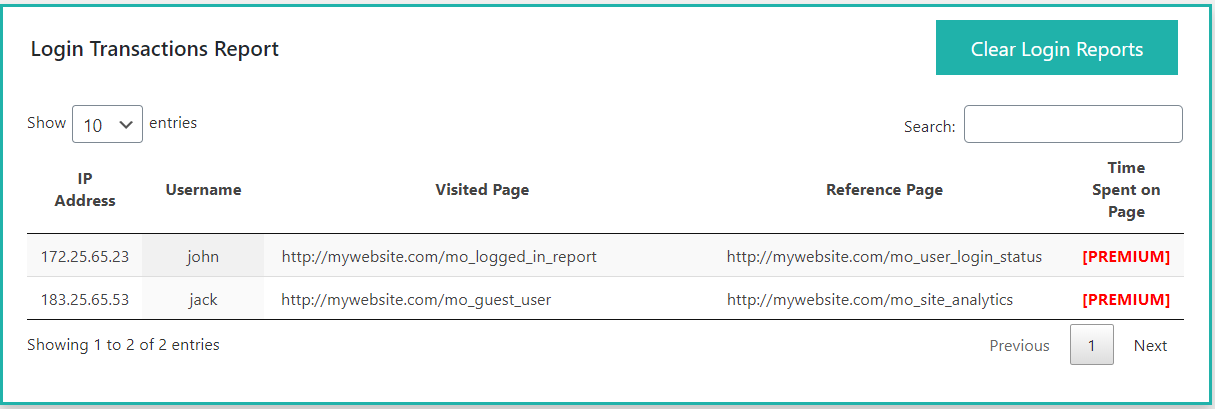 Login Transactions Report
Clear Login Reports
Show 10 entries
Search:
IP Address Username Visited Page Reference Page Time Spent on Page
172.25.65.23 john http://mywebsite.com/mo_logged_in_report http://mywebsite.com/mo_user_login_status [PREMIUM]
183.25.65.53 jack http://mywebsite.com/mo_guest_user http://mywebsite.com/mo_site_analytics [PREMIUM]
Showing 1 to 2 of 2 entries
Previous 1 Next